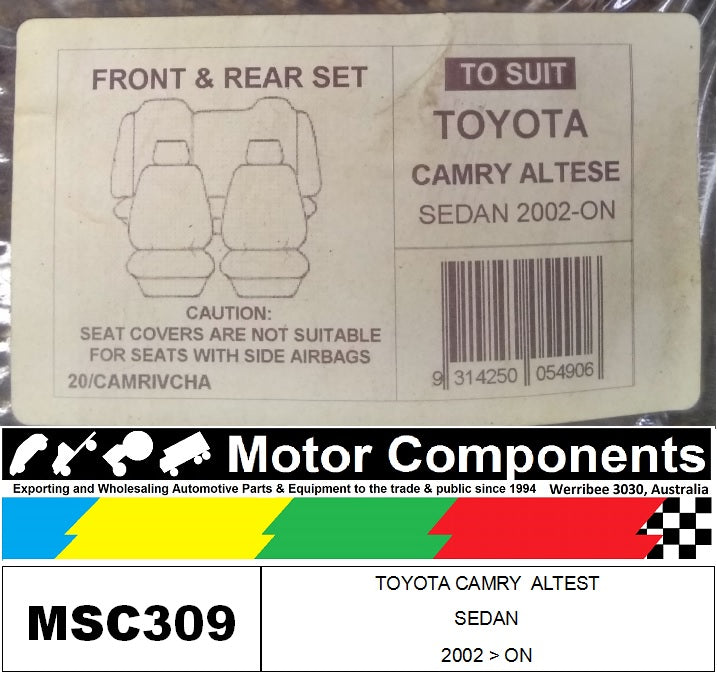 FRONT & REAR SET
CAUTION:
SEAT COVERS ARE NOT SUITABLE
FOR SEATS WITH SIDE AIRBAGS
20/CAMRIVCHA
TO SUIT
TOYOTA
CAMRY ALTESE
SEDAN 2002-ON
9 314250 054906
Motor Components
Exporting and Wholesaling Automotive Parts & Equipment to the trade & public since 1994 Werribee 3030, Australia
MSC309
TOYOTA CAMRY ALTEST
SEDAN
2002 > ON